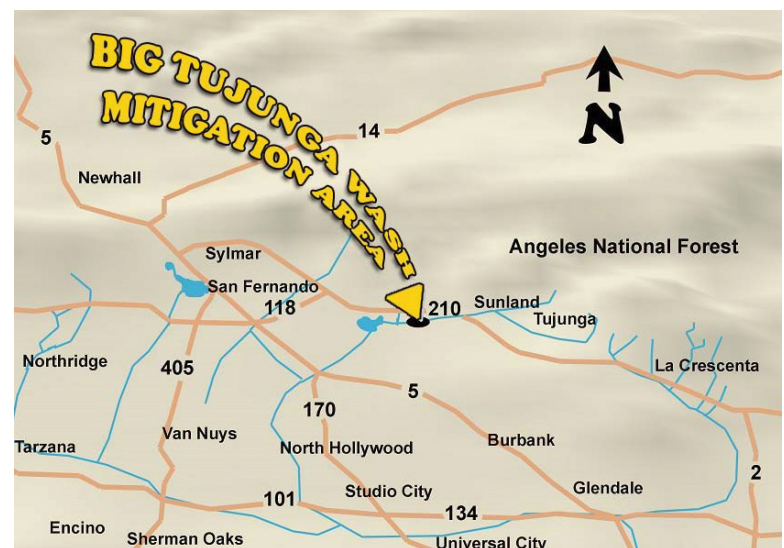 BIG TUJUNGA WASH
MITIGATION AREA
14
N
5
Newhall
Angeles National Forest
Sylmar
San Fernando
118
210
Sunland
Tujunga
Northridge
405
La Crescenta
5
170
Van Nuys
North Hollywood
Burbank
Tarzana
2
101
Studio City
134
Glendale
Encino
Sherman Oaks
Universal City